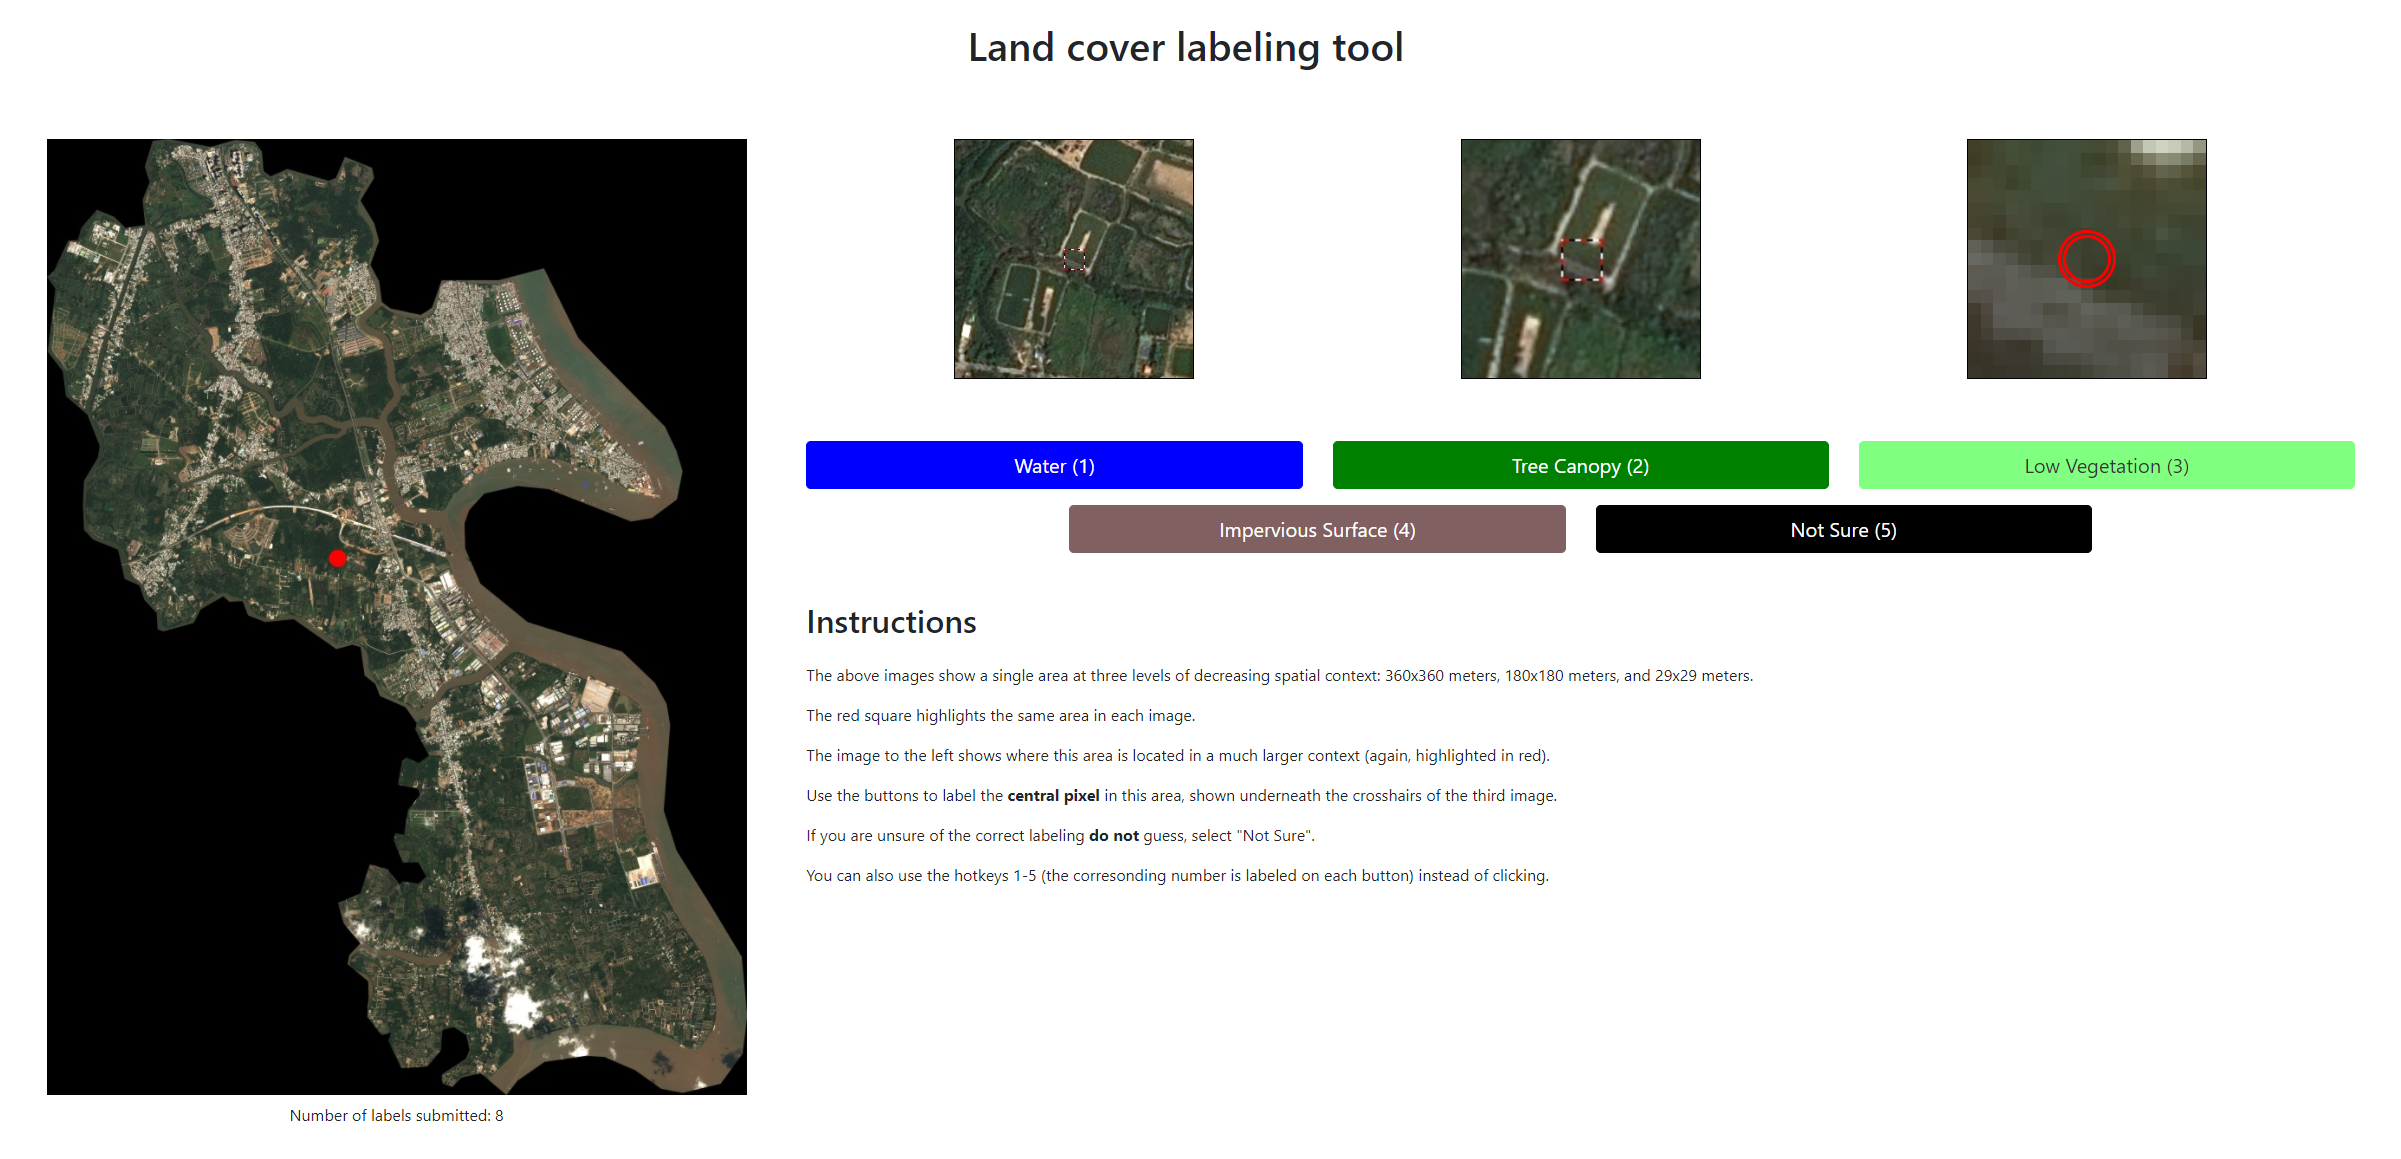 Land cover labeling tool
Water (1)
Tree Canopy (2)
Low Vegetation (3)
Impervious Surface (4)
Not Sure (5)
Instructions
The above images show a single area at three levels of decreasing spatial context: 360x360 meters, 180x180 meters, and 29x29 meters.
The red square highlights the same area in each image.
The image to the left shows where this area is located in a much larger context (again, highlighted in red).
Use the buttons to label the central pixel in this area, shown underneath the crosshairs of the third image.
If you are unsure of the correct labeling do not guess, select "Not Sure".
You can also use the hotkeys 1-5 (the corresonding number is labeled on each button) instead of clicking.
Number of labels submitted: 8